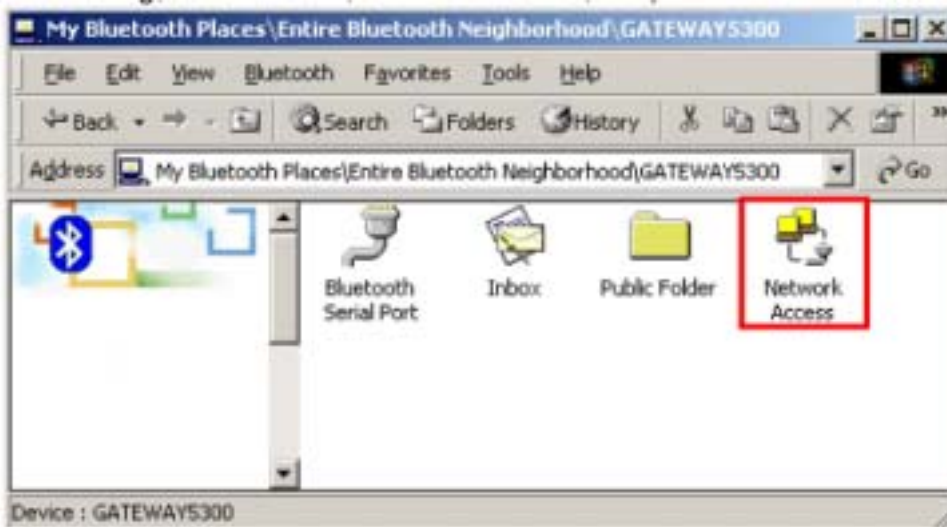 My Bluetooth Places\Entire Bluetooth Neighborhood\GATEWAY5300
File Edit View Bluetooth Favorites Tools Help
Back Search Folders History »
Address My Bluetooth Places\Entire Bluetooth Neighborhood\GATEWAY5300 Go
Bluetooth Serial Port
Inbox
Public Folder
Network Access
Device : GATEWAY5300